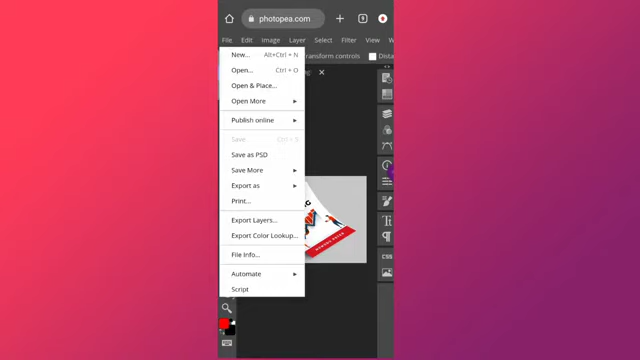 photopea.com
9
File Edit Image Layer Select Filter View W
New... Alt+Ctrl + N
ransform controls
Dista
Open... Ctrl + O
Open & Place...
Open More
Publish online
Save Ctrl + S
Save as PSD
Save More
Export as
Print...
Export Layers...
Export Color Lookup...
File Info...
Automate
Script
CSS